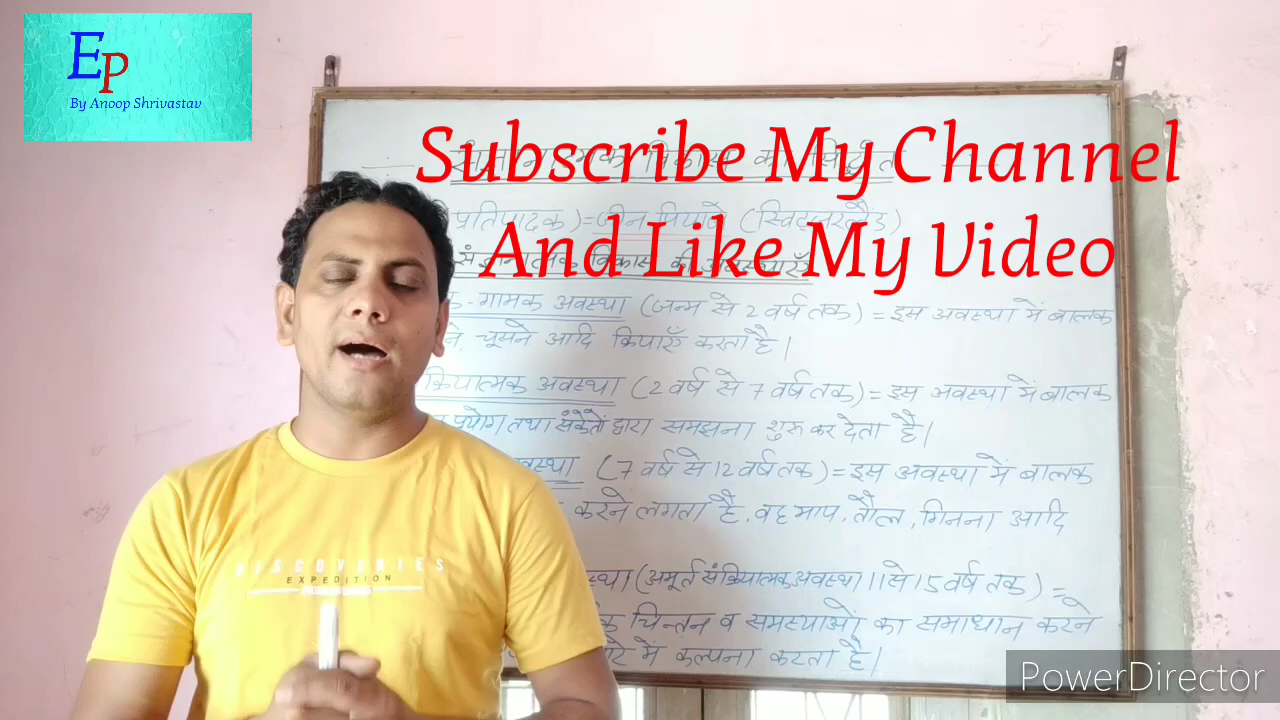 EP
By Anoop Shrivastav
Subscribe My Channel
And Like My Video
प्रतिपादक)=जीन पियाजे (स्विट्जरलैंड)
संज्ञानात्मक विकास की अवस्थाएँ
-गामक अवस्था (जन्म से 2 वर्ष तक) = इस अवस्था में बालक
चूसने आदि क्रियाएँ करता है।
क्रियात्मक अवस्था (2 वर्ष से 7 वर्ष तक)= इस अवस्था में बालक
प्रयोग तथा संकेतों द्वारा समझना शुरू कर देता है।
(7 वर्ष से 12 वर्ष तक)= इस अवस्था में बालक
करने लगता है, वह माप, तौल, गिनना आदि
(अमूर्त संक्रियात्मक अवस्था 11 से 15 वर्ष तक) =
चिन्तन व समस्याओं का समाधान करने
में कल्पना करता है।
DISCOVERIES
EXPEDITION
PowerDirector